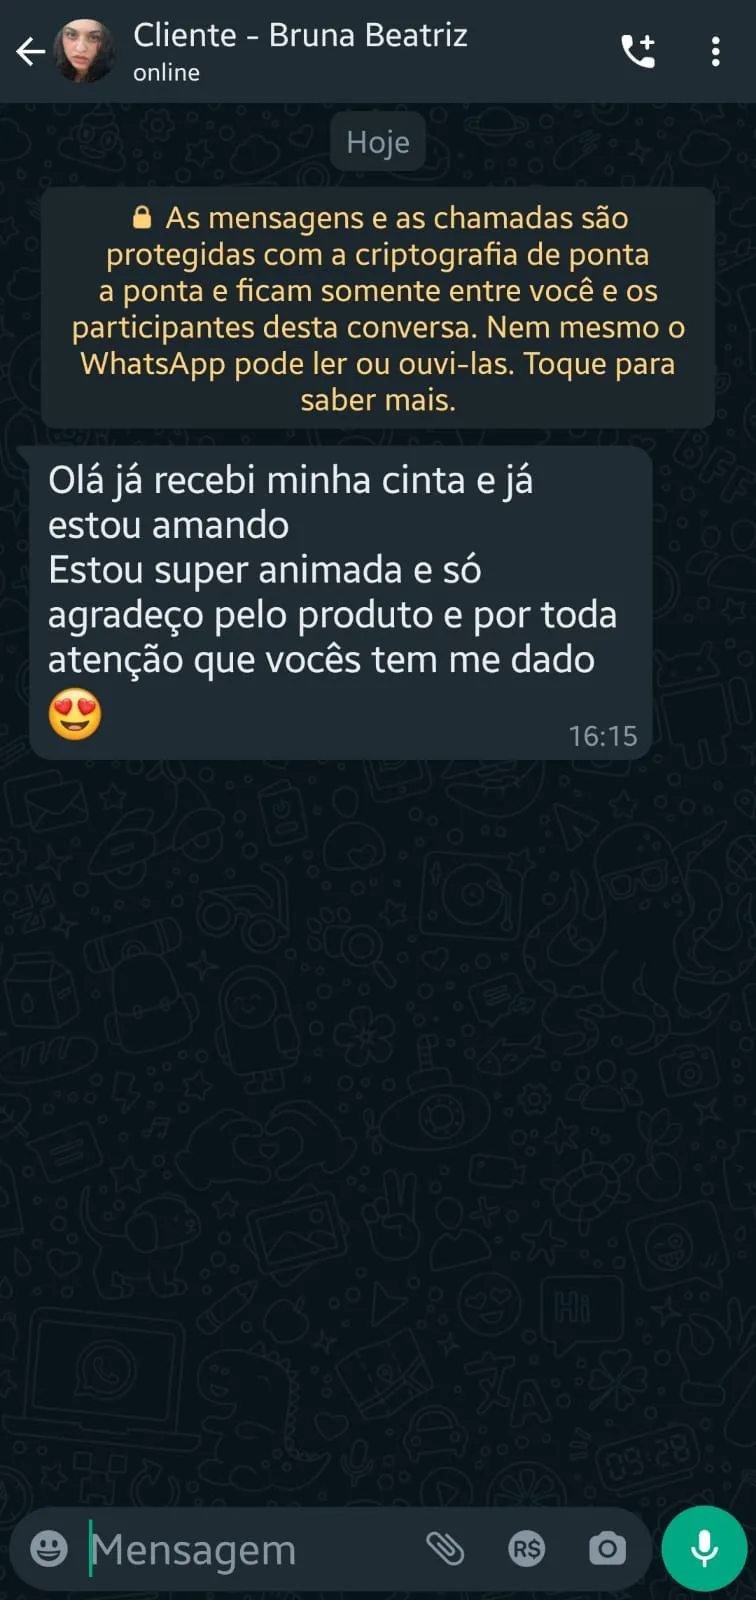 Cliente - Bruna Beatriz
online
Hoje
As mensagens e as chamadas são
protegidas com a criptografia de ponta
a ponta e ficam somente entre você e os
participantes desta conversa. Nem mesmo o
WhatsApp pode ler ou ouvi-las. Toque para
saber mais.
Olá já recebi minha cinta e já
estou amando
Estou super animada e só
agradeço pelo produto e por toda
atenção que vocês tem me dado
😍
16:15
Hi
09:28
Mensagem
R$